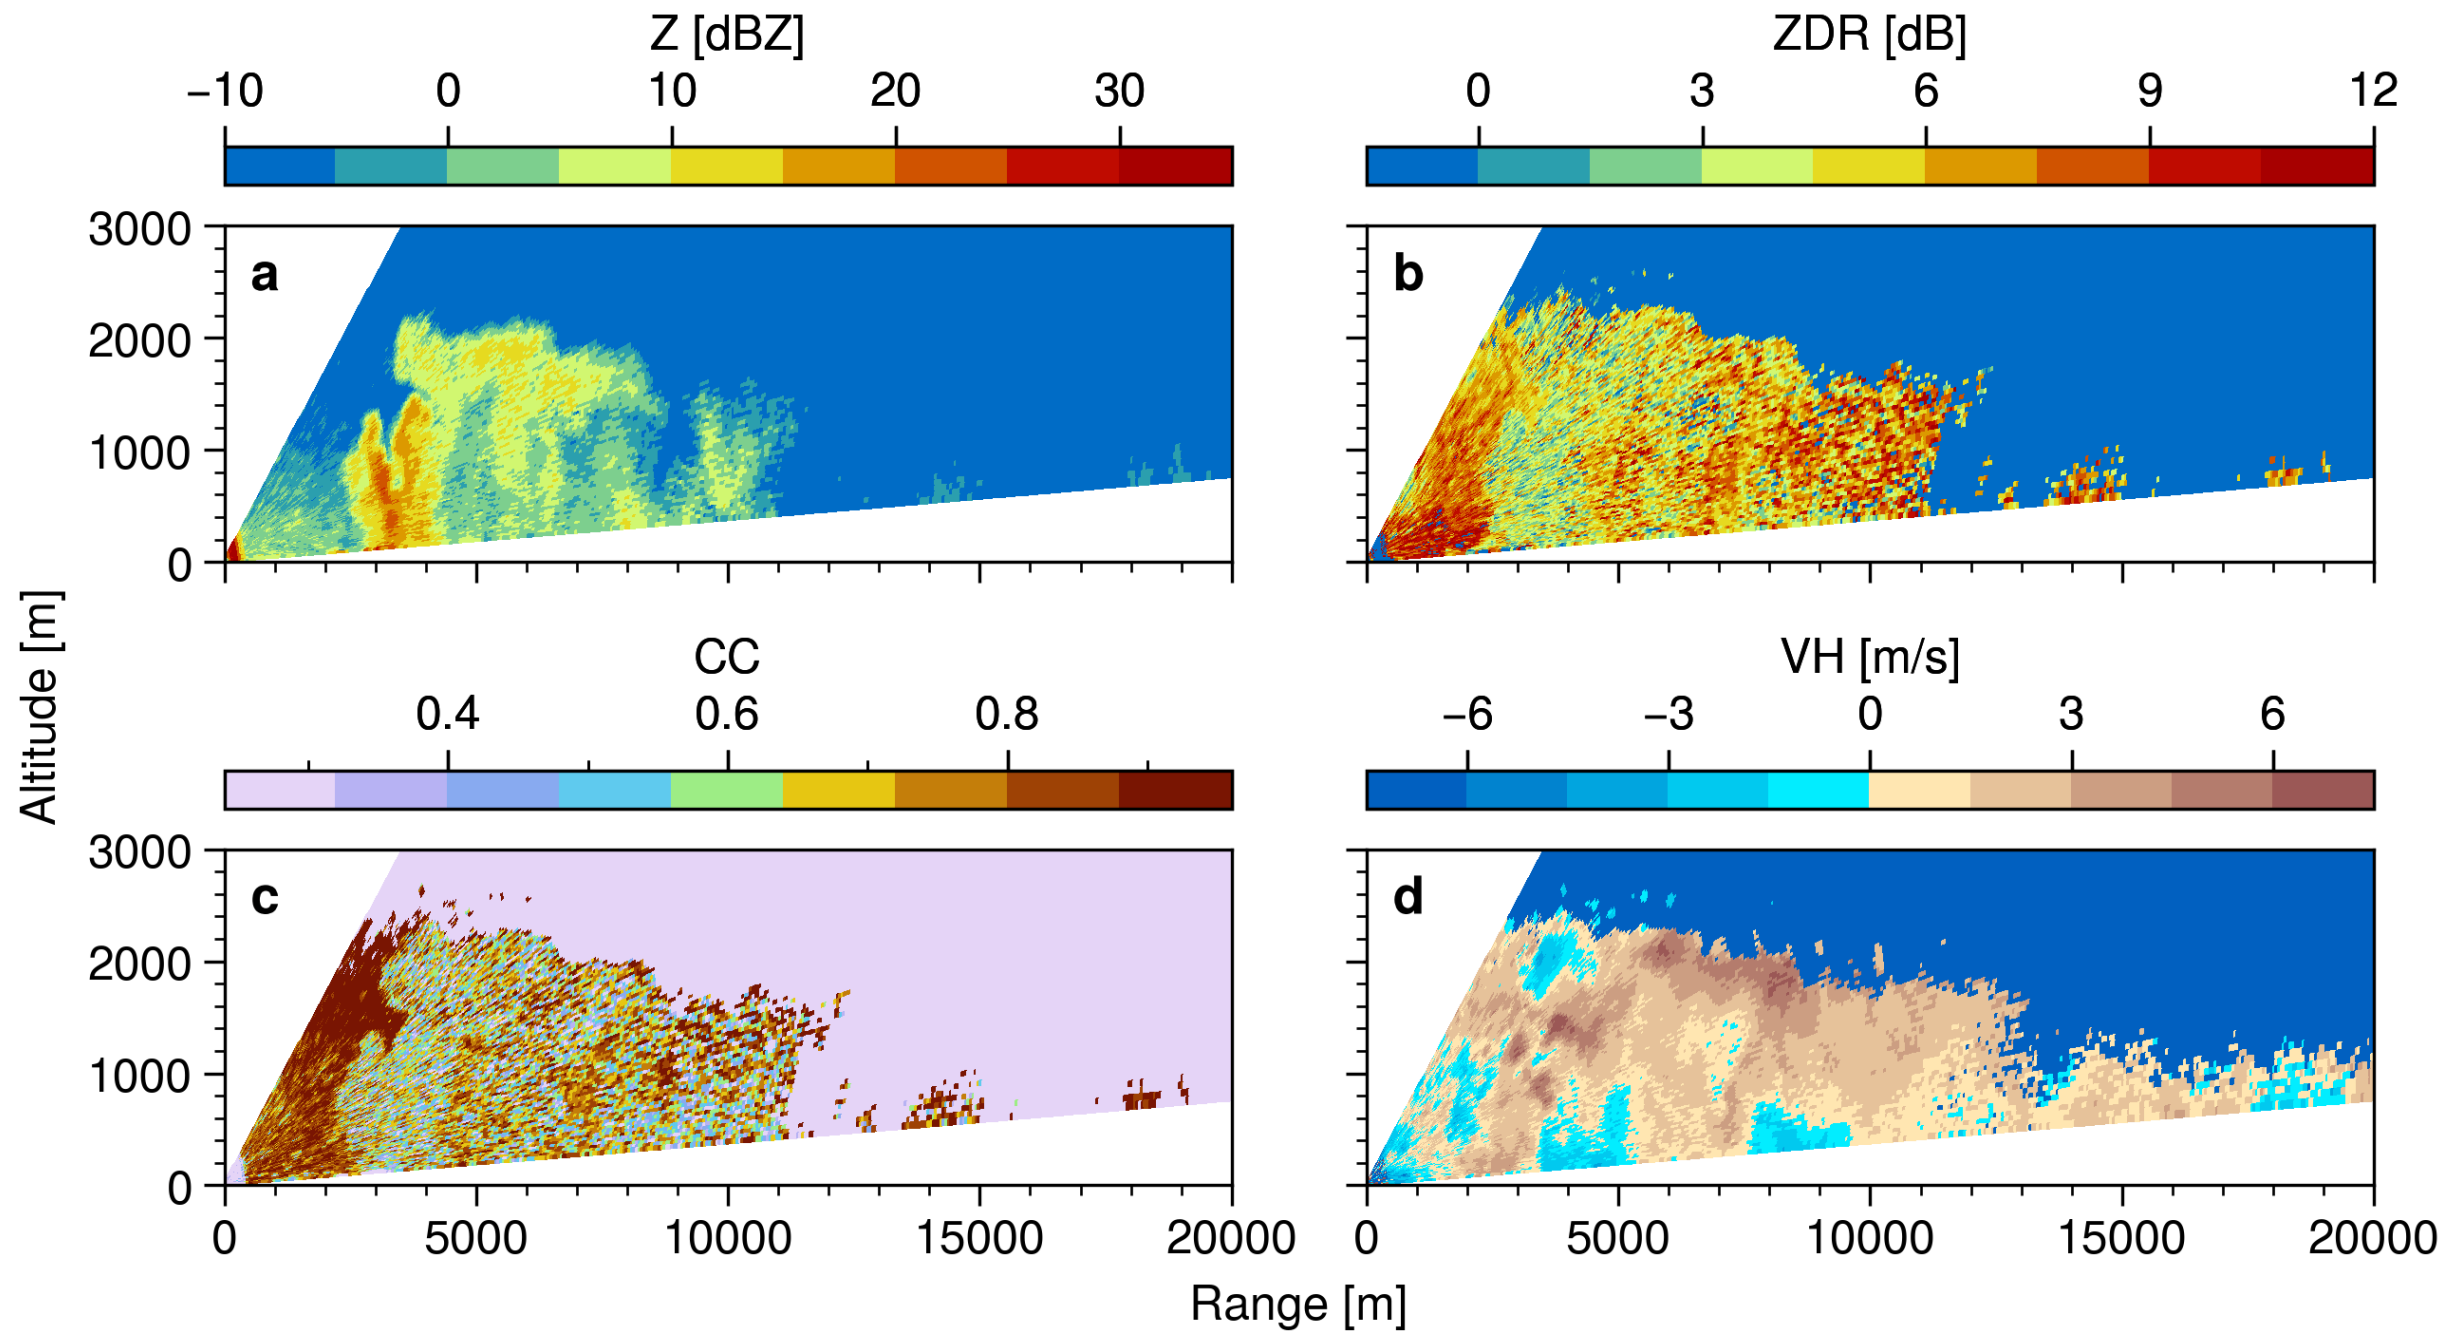 Z [dBZ]
−10 0 10 20 30
ZDR [dB]
0 3 6 9 12
a
3000
2000
1000
0
b
Altitude [m]
CC
0.4 0.6 0.8
VH [m/s]
−6 −3 0 3 6
c
3000
2000
1000
0
0 5000 10000 15000 20000
d
0 5000 10000 15000 20000
Range [m]